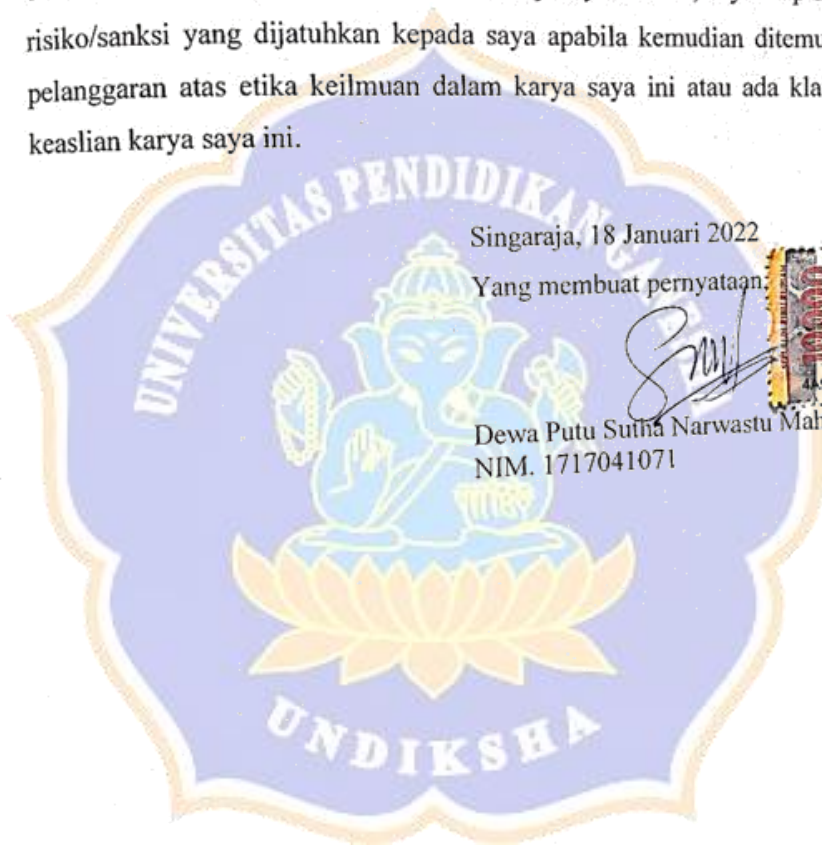 risiko/sanksi yang dijatuhkan kepada saya apabila kemudian
pelanggaran atas etika keilmuan dalam karya saya ini atau ada
keaslian karya saya ini.
UNIVERSITAS PENDIDIKAN GANESHA
Singaraja, 18 Januari 2022
Yang membuat pernyataan,
Dewa Putu Sutha Narwastu
NIM. 1717041071
UNDIKSHA